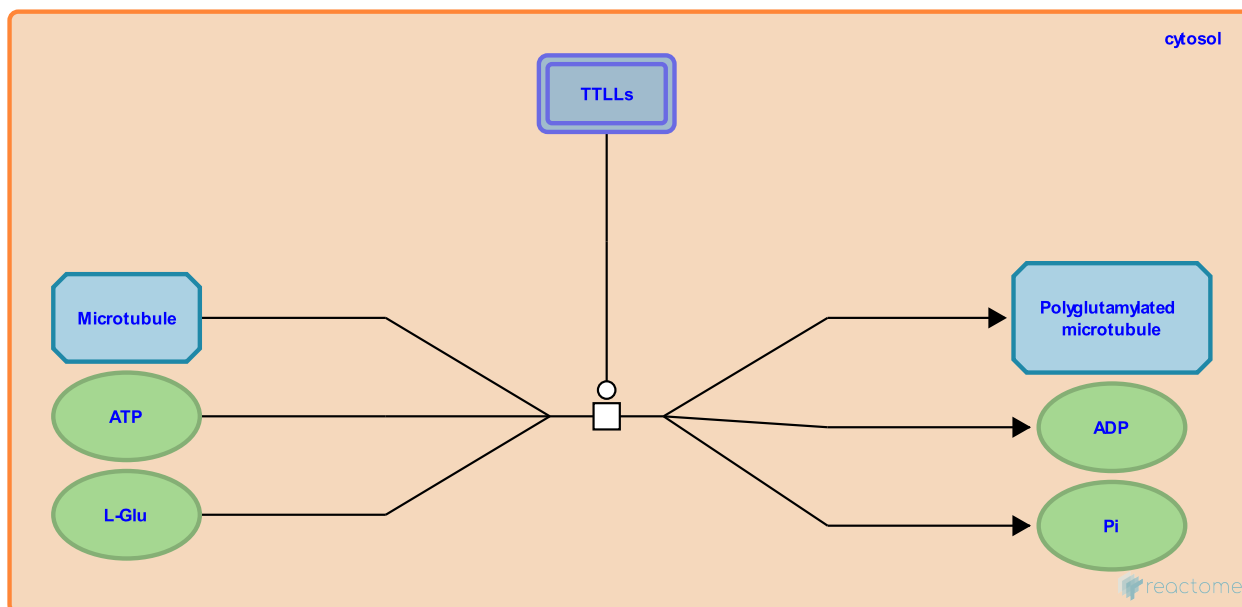 cytosol
TTLLs
Microtubule
Polyglutamylated
microtubule
ATP
ADP
L-Glu
Pi
reactome